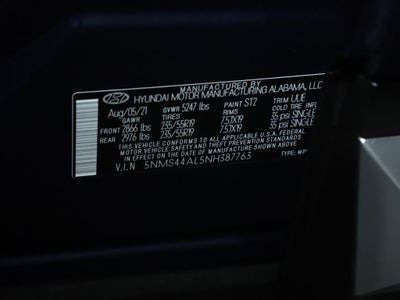 MANUFACTURED BY
HYUNDAI MOTOR MANUFACTURING ALABAMA, LLC
Aug/05/21 GVWR 5247 lbs PAINT ST2 TRIM UUE
GAWR TIRES RIMS COLD TIRE INFL.
FRONT 2866 lbs 235/55R19 7.5JX19 35 psi SINGLE
REAR 2976 lbs 235/55R19 7.5JX19 35 psi SINGLE
THIS VEHICLE CONFORMS TO ALL APPLICABLE U.S.A. FEDERAL
MOTOR VEHICLE SAFETY AND THEFT PREVENTION STANDARDS
IN EFFECT ON THE DATE OF MANUFACTURE SHOWN ABOVE.
V.I.N 5NMS44AL5NH387763 TYPE: